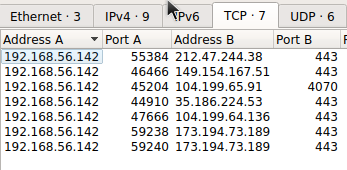 Ethernet · 3 IPv4 · 9 IPv6 TCP · 7 UDP · 6
Address A Port A Address B Port B
192.168.56.142 55384 212.47.244.38 443
192.168.56.142 46466 149.154.167.51 443
192.168.56.142 45204 104.199.65.91 4070
192.168.56.142 44910 35.186.224.53 443
192.168.56.142 47666 104.199.64.136 443
192.168.56.142 59238 173.194.73.189 443
192.168.56.142 59240 173.194.73.189 443